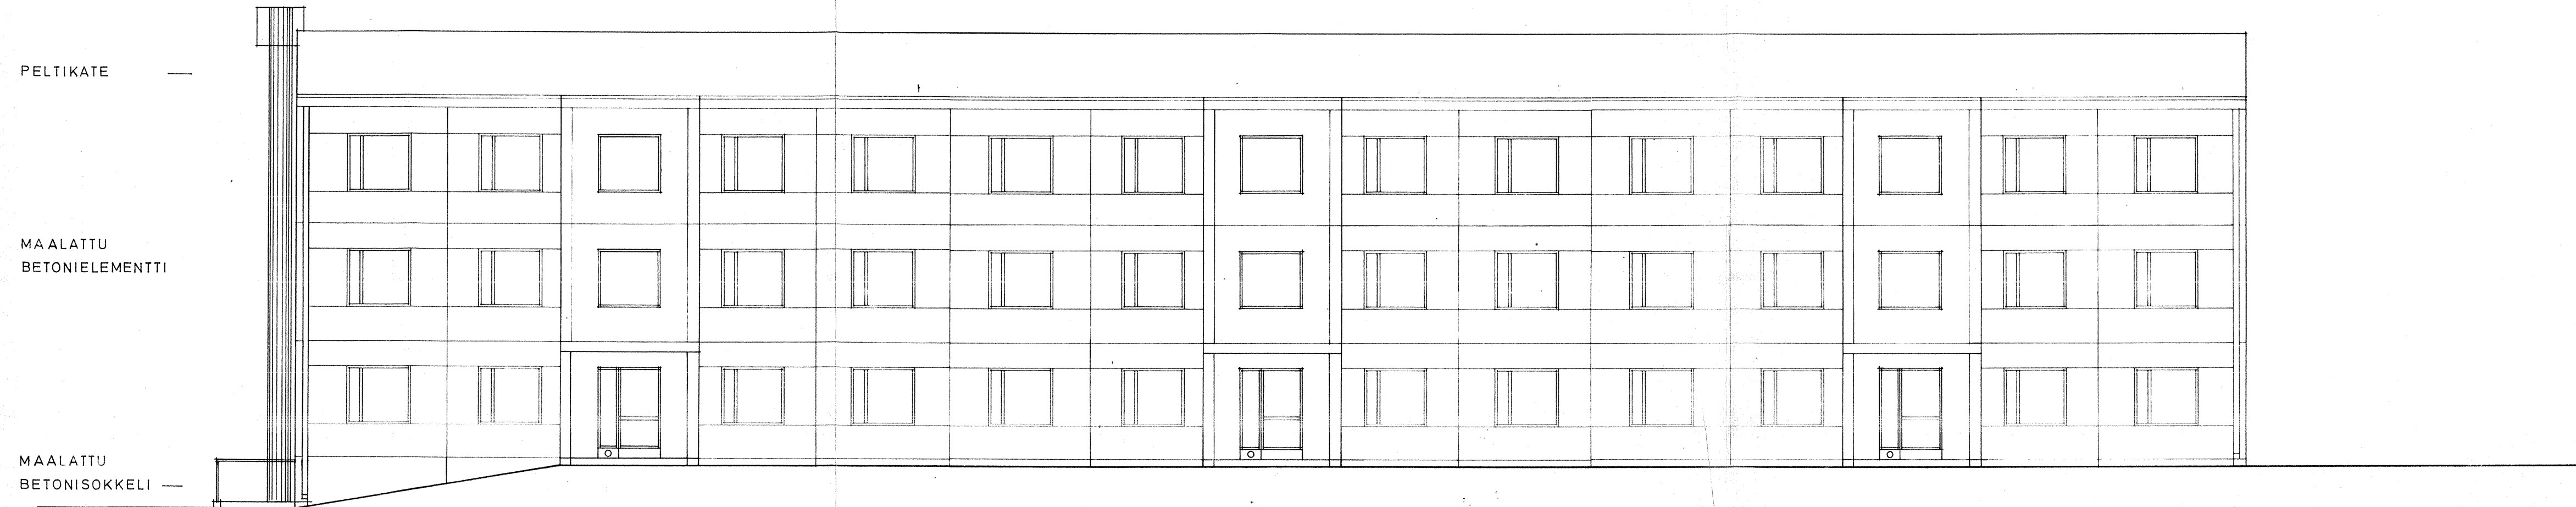 PELTIKATE
MAALATTU
BETONIELEMENTTI
MAALATTU
BETONISOKKELI